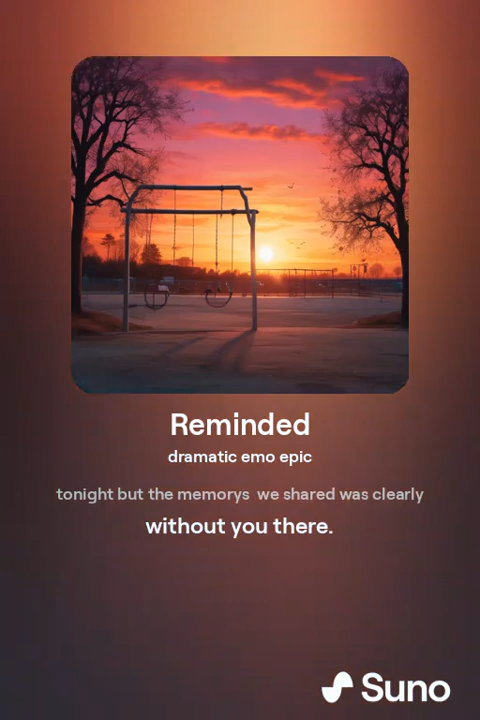 Reminded
dramatic emo epic
tonight but the memorys we shared was clearly
without you there.
Suno